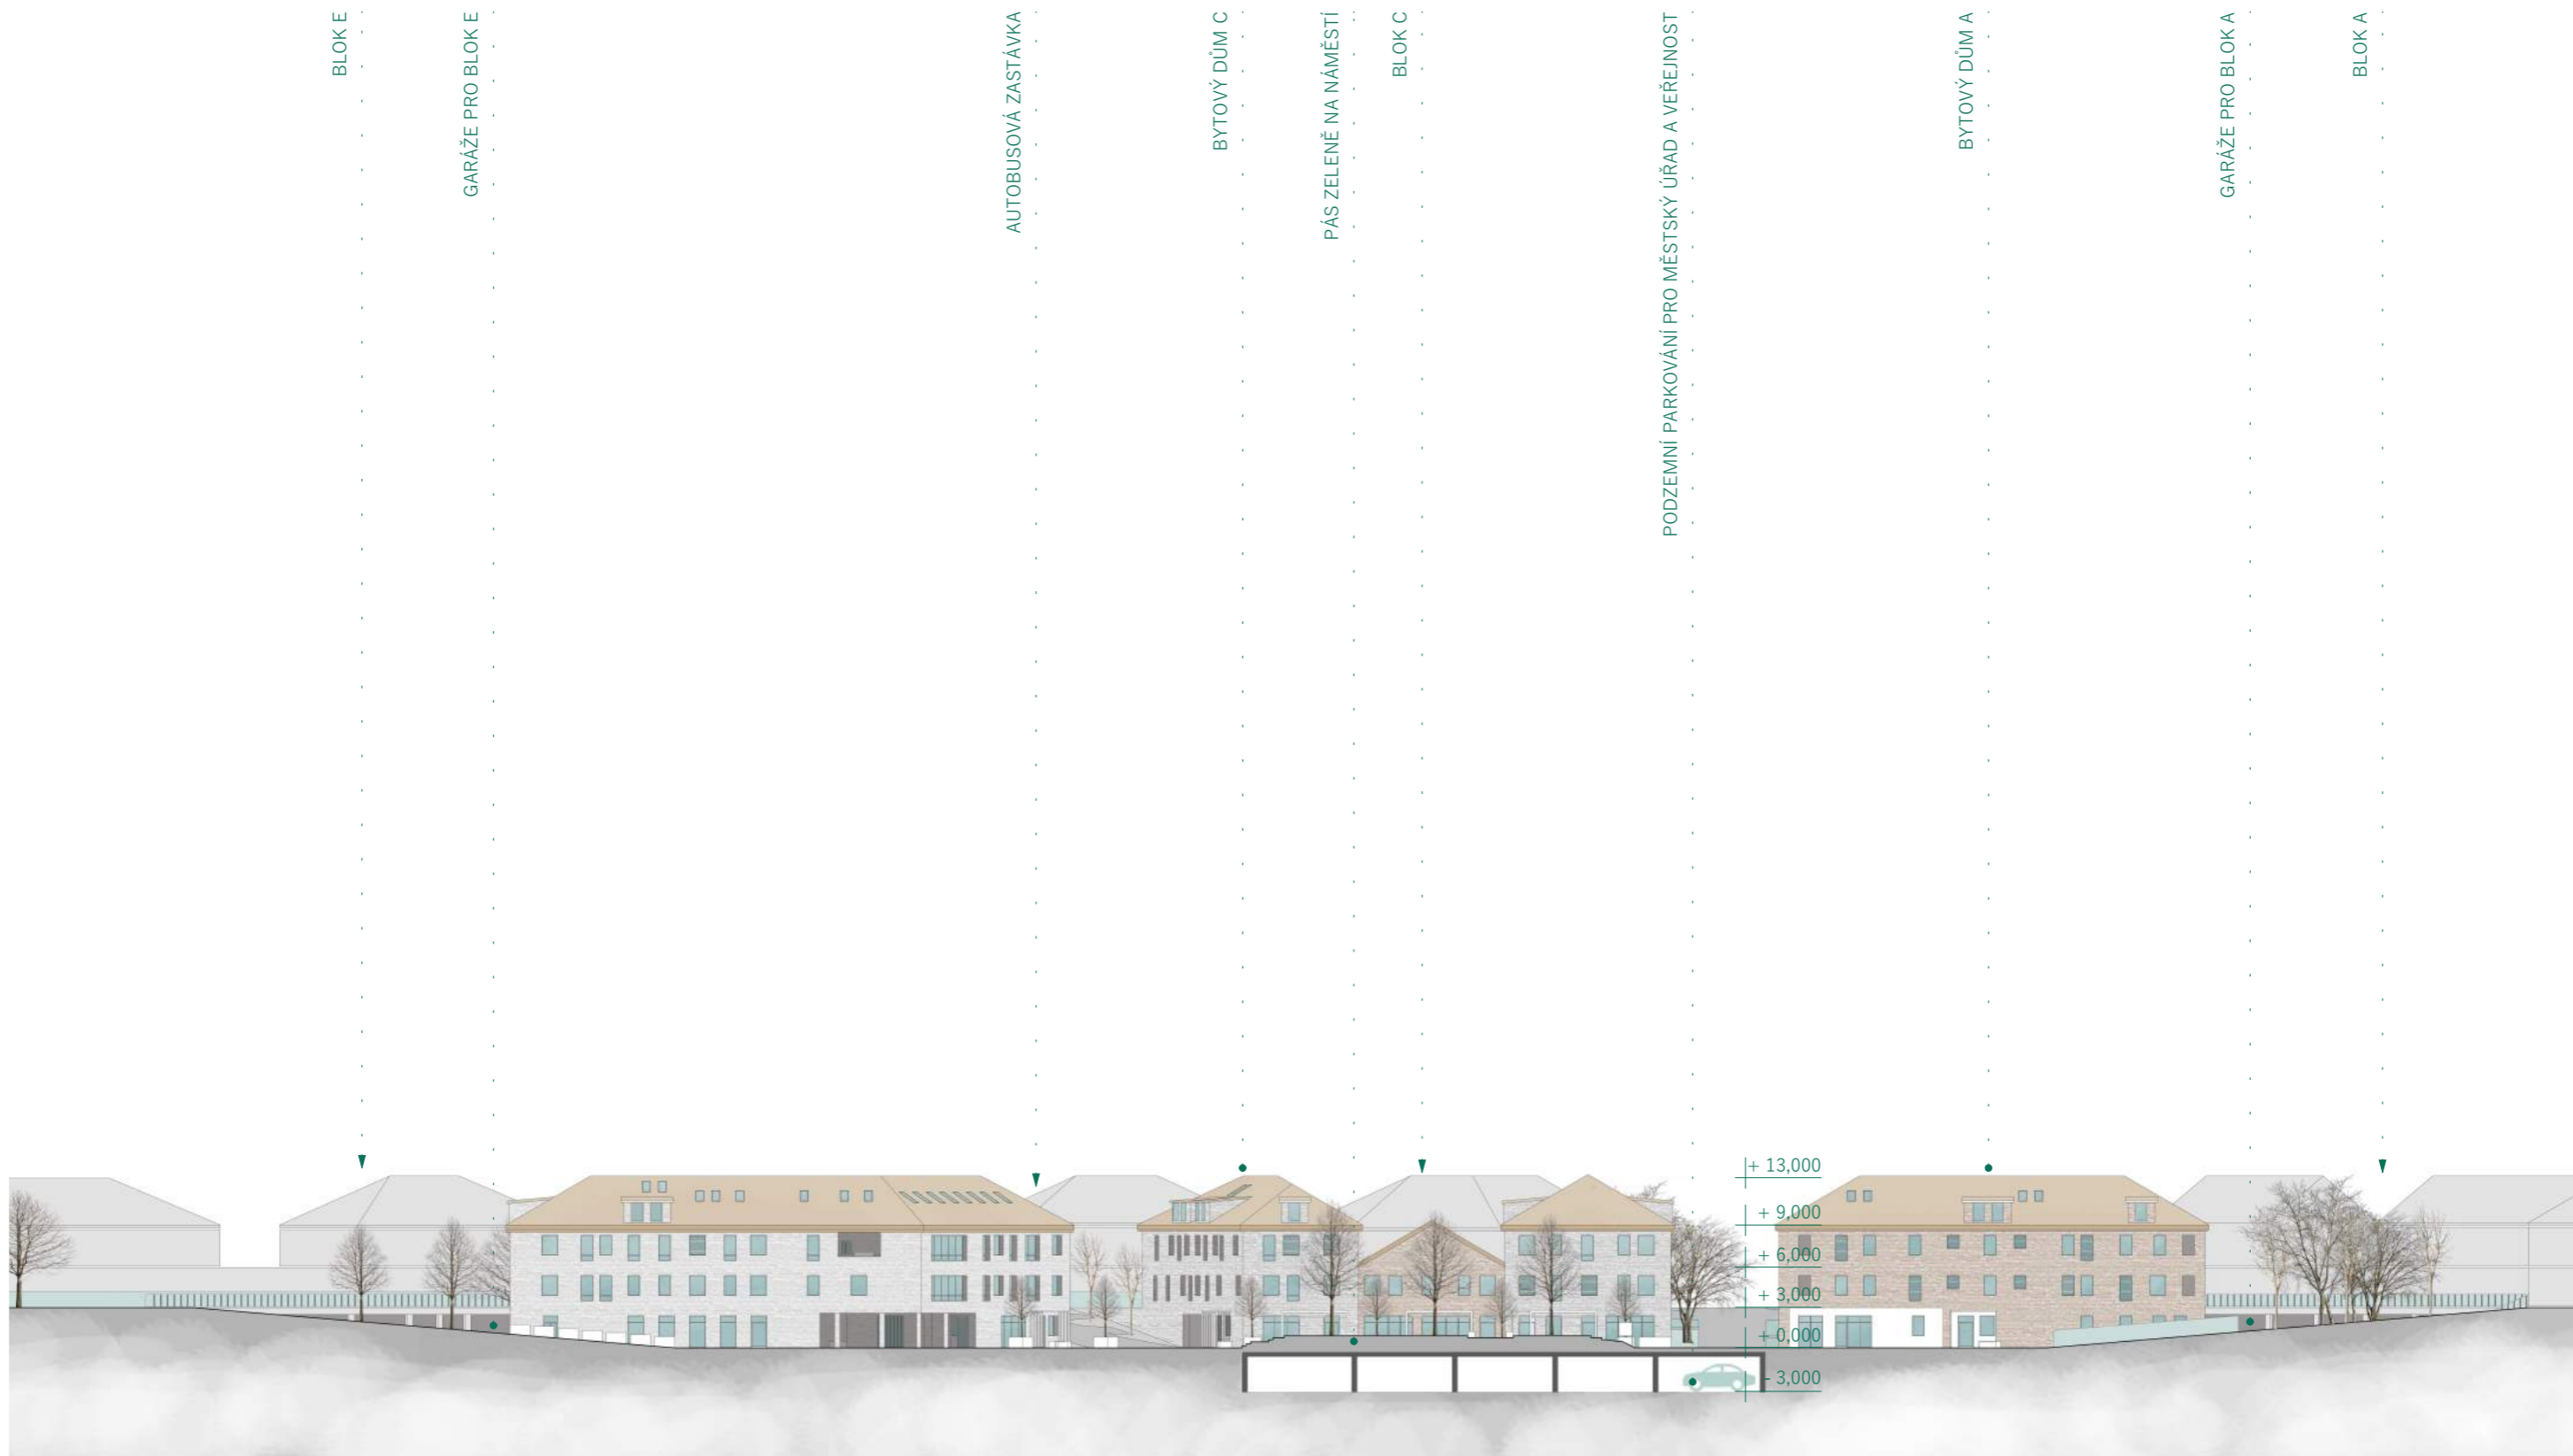 BLOK E
GARÁŽE PRO BLOK E
AUTOBUSOVÁ ZASTÁVKA
BYTOVÝ DŮM C
PÁS ZELENĚ NA NÁMĚSTÍ
BLOK C
PODZEMNÍ PARKOVÁNÍ PRO MĚSTSKÝ ÚŘAD A VEŘEJNOST
BYTOVÝ DŮM A
GARÁŽE PRO BLOK A
BLOK A
+ 13,000
+ 9,000
+ 6,000
+ 3,000
+ 0,000
- 3,000